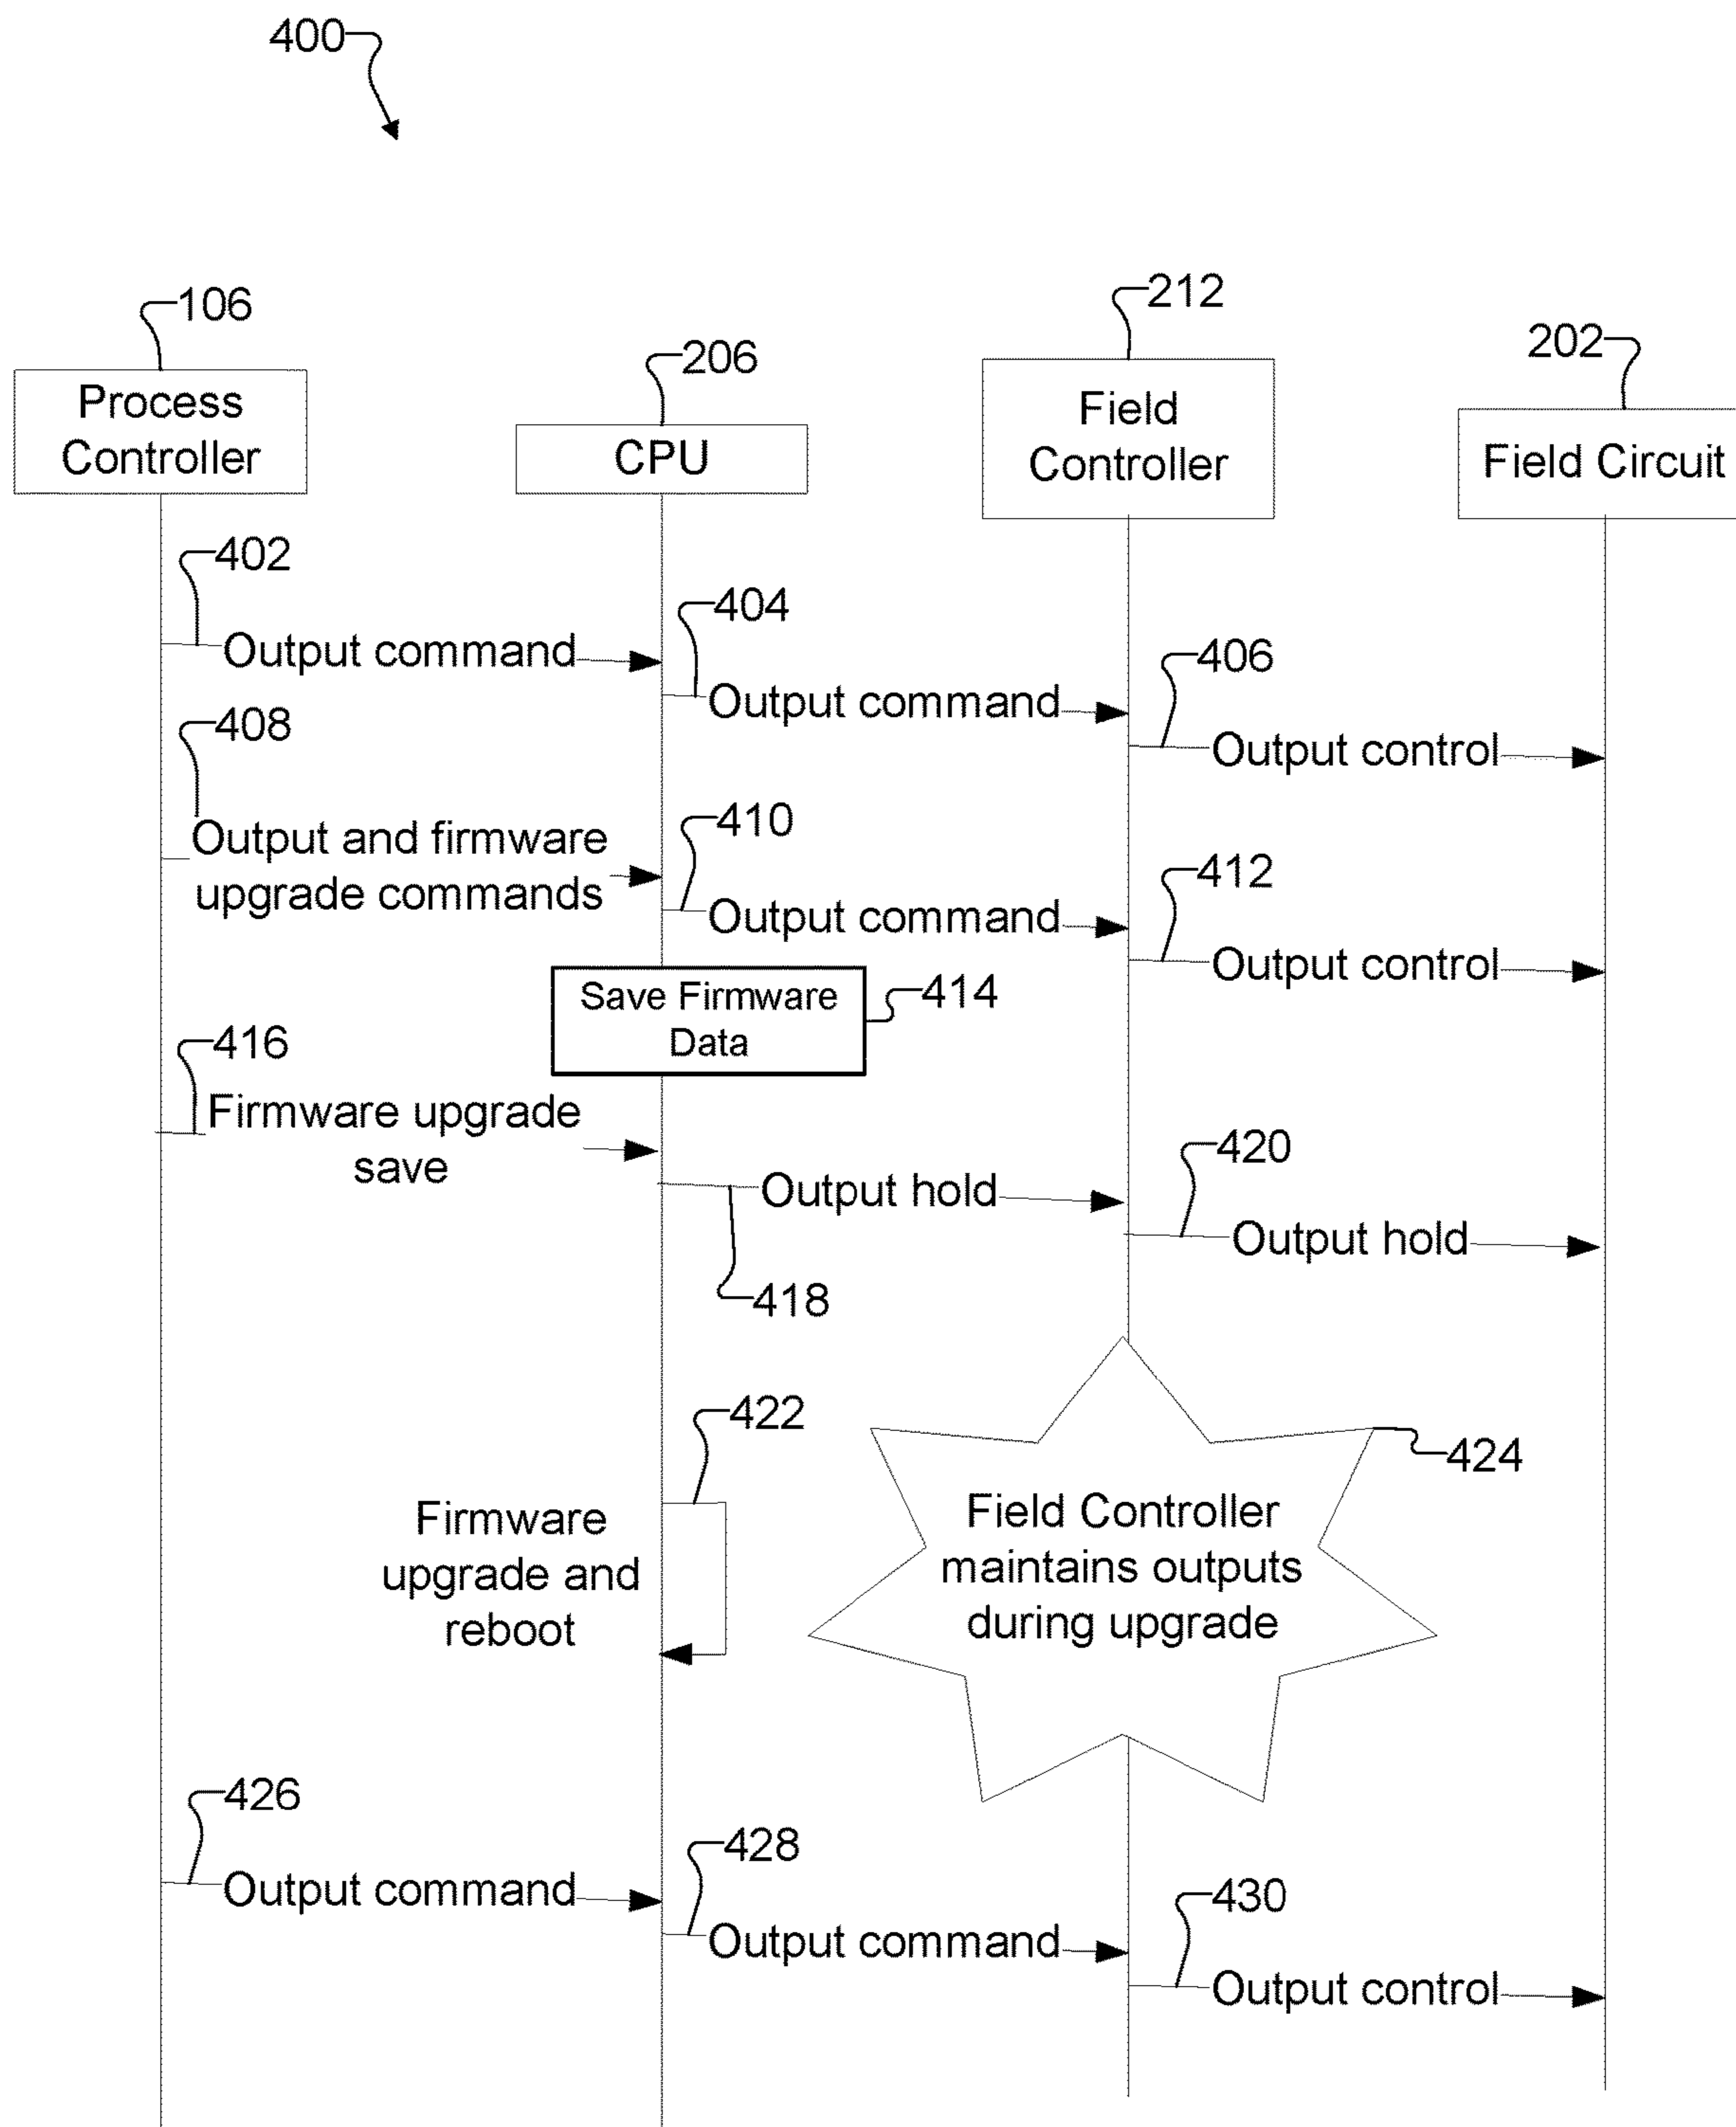 400
106
212
206
202
Process
Controller
CPU
Field
Controller
Field Circuit
402
Output command
404
Output command
406
Output control
408
Output and firmware
upgrade commands
410
Output command
412
Output control
Save Firmware
Data
414
416
Firmware upgrade
save
Output hold
418
420
Output hold
422
Firmware
upgrade and
reboot
424
Field Controller
maintains outputs
during upgrade
426
Output command
428
Output command
430
Output control